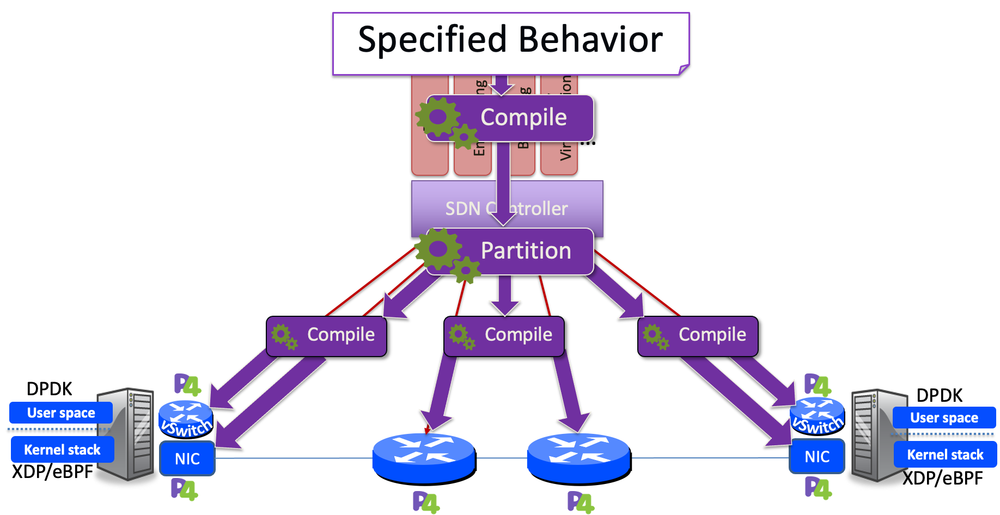 Specified Behavior
Compile
...
SDN Controller
Partition
Compile
Compile
Compile
DPDK
User space
Kernel stack
XDP/eBPF
P4
vSwitch
NIC
P4
P4
P4
P4
vSwitch
NIC
P4
DPDK
User space
Kernel stack
XDP/eBPF